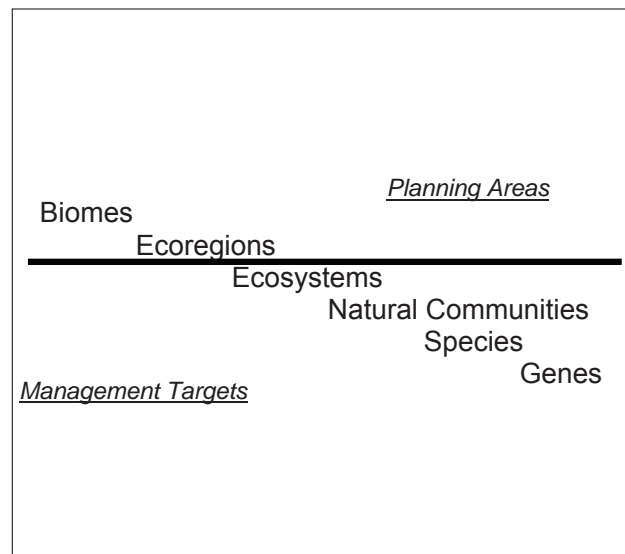 Planning Areas
Biomes
Ecoregions
Ecosystems
Natural Communities
Species
Genes
Management Targets